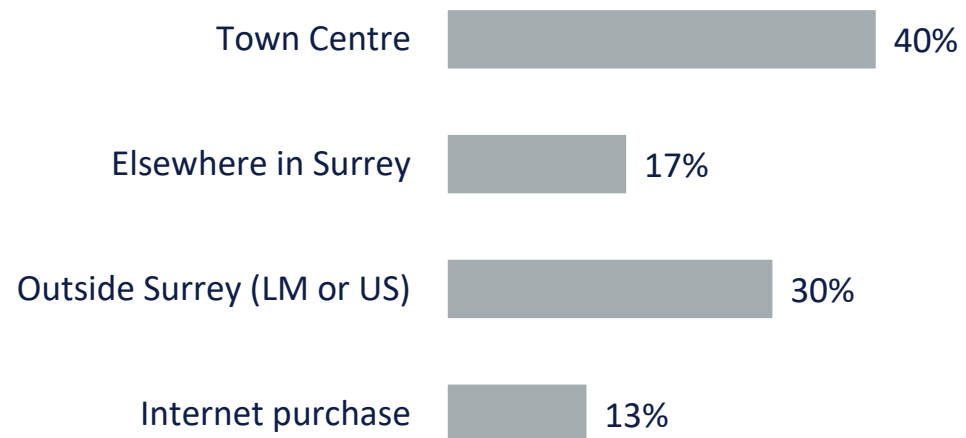 Town Centre 40%
Elsewhere in Surrey 17%
Outside Surrey (LM or US) 30%
Internet purchase 13%